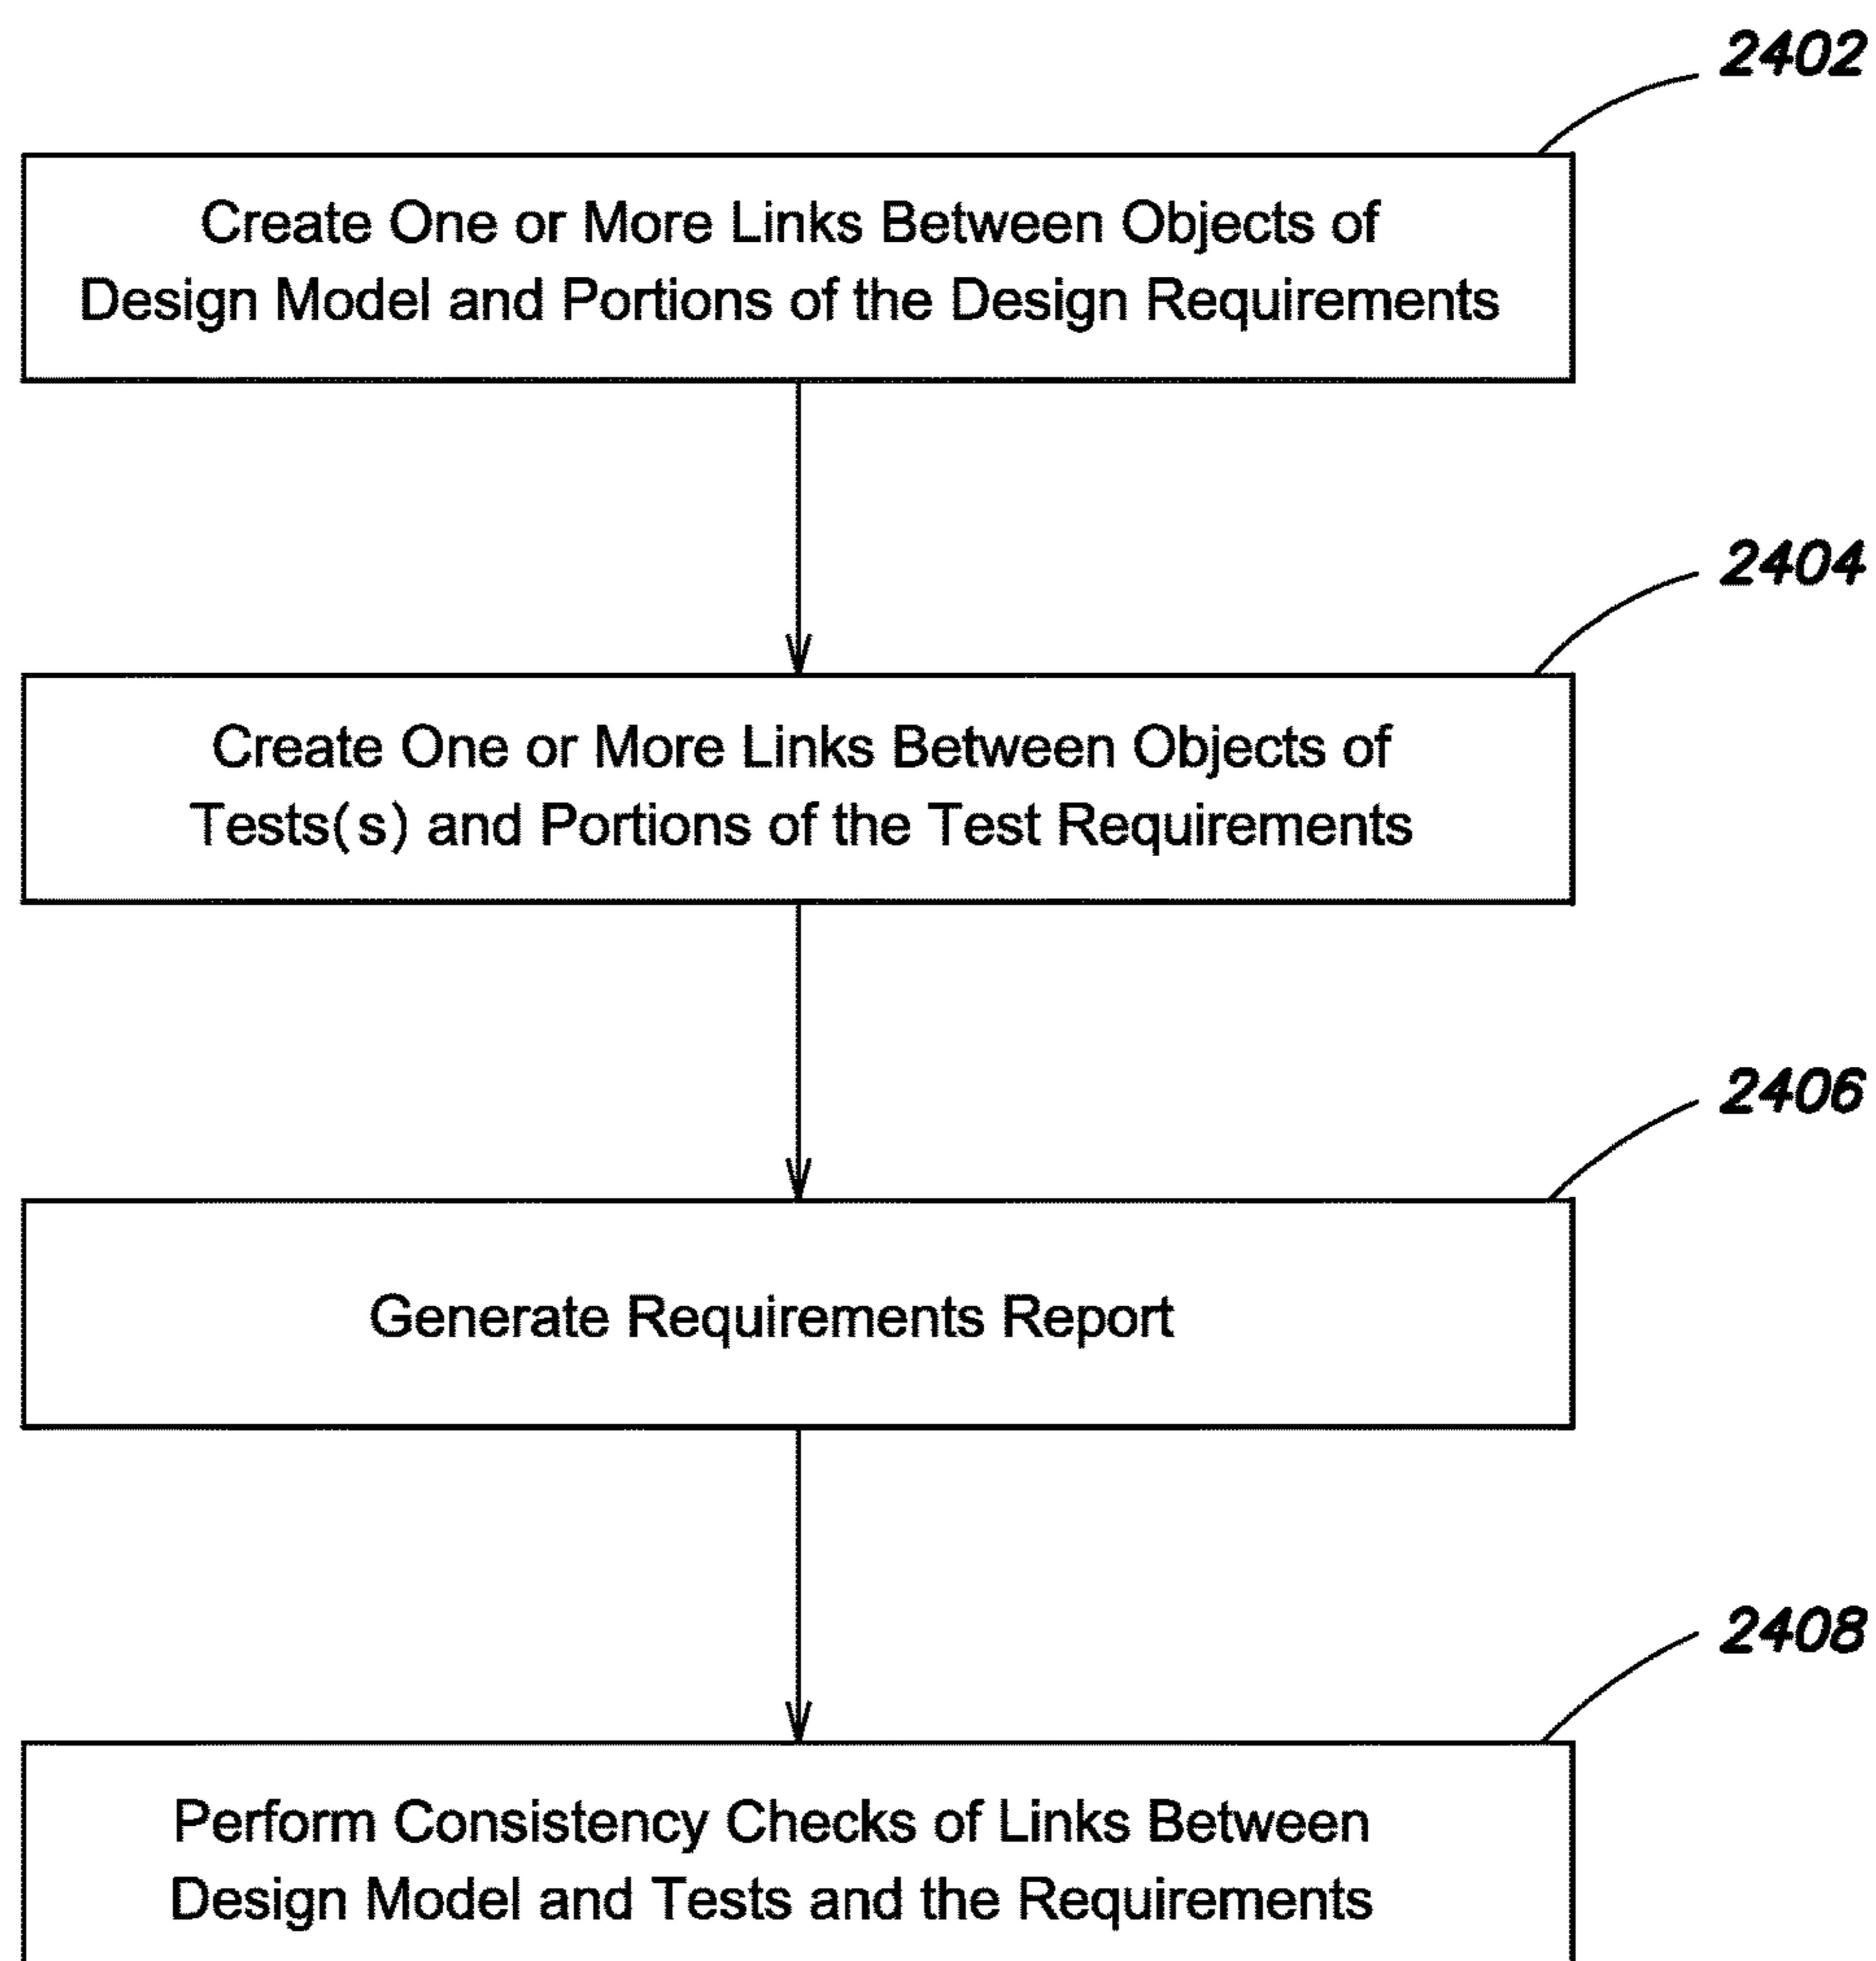 2402
Create One or More Links Between Objects of
Design Model and Portions of the Design Requirements
2404
Create One or More Links Between Objects of
Tests(s) and Portions of the Test Requirements
2406
Generate Requirements Report
2408
Perform Consistency Checks of Links Between
Design Model and Tests and the Requirements